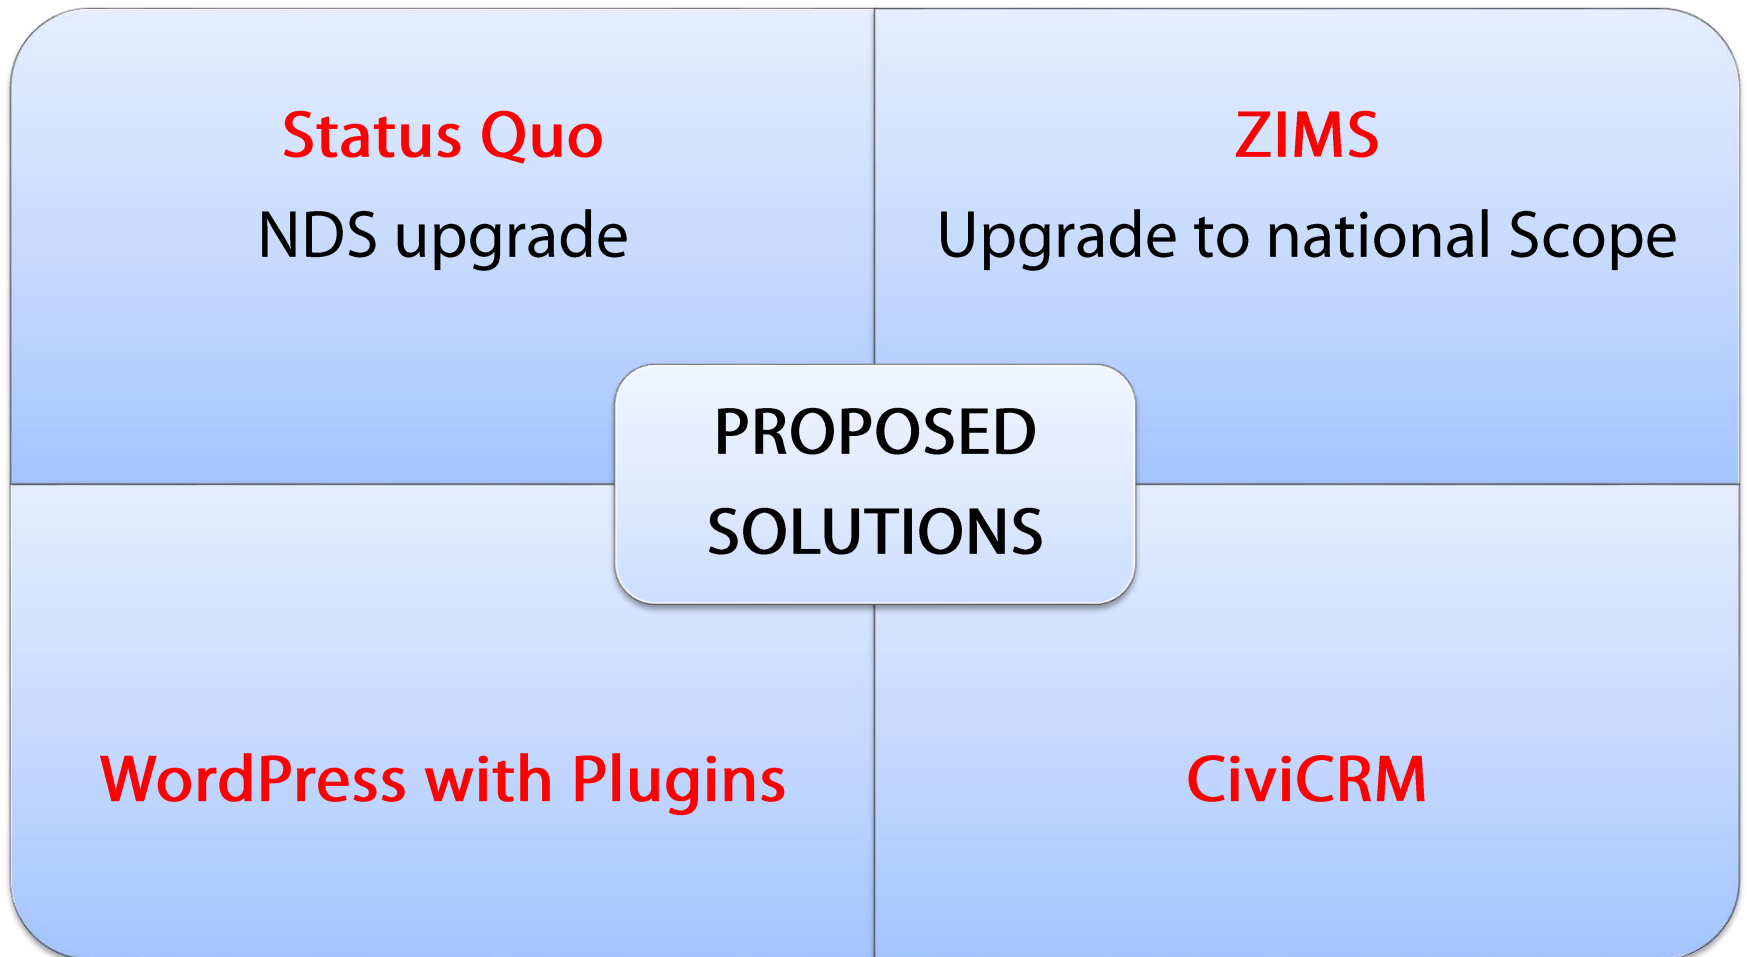 Status Quo
NDS upgrade
ZIMS
Upgrade to national Scope
PROPOSED
SOLUTIONS
WordPress with Plugins
CiviCRM